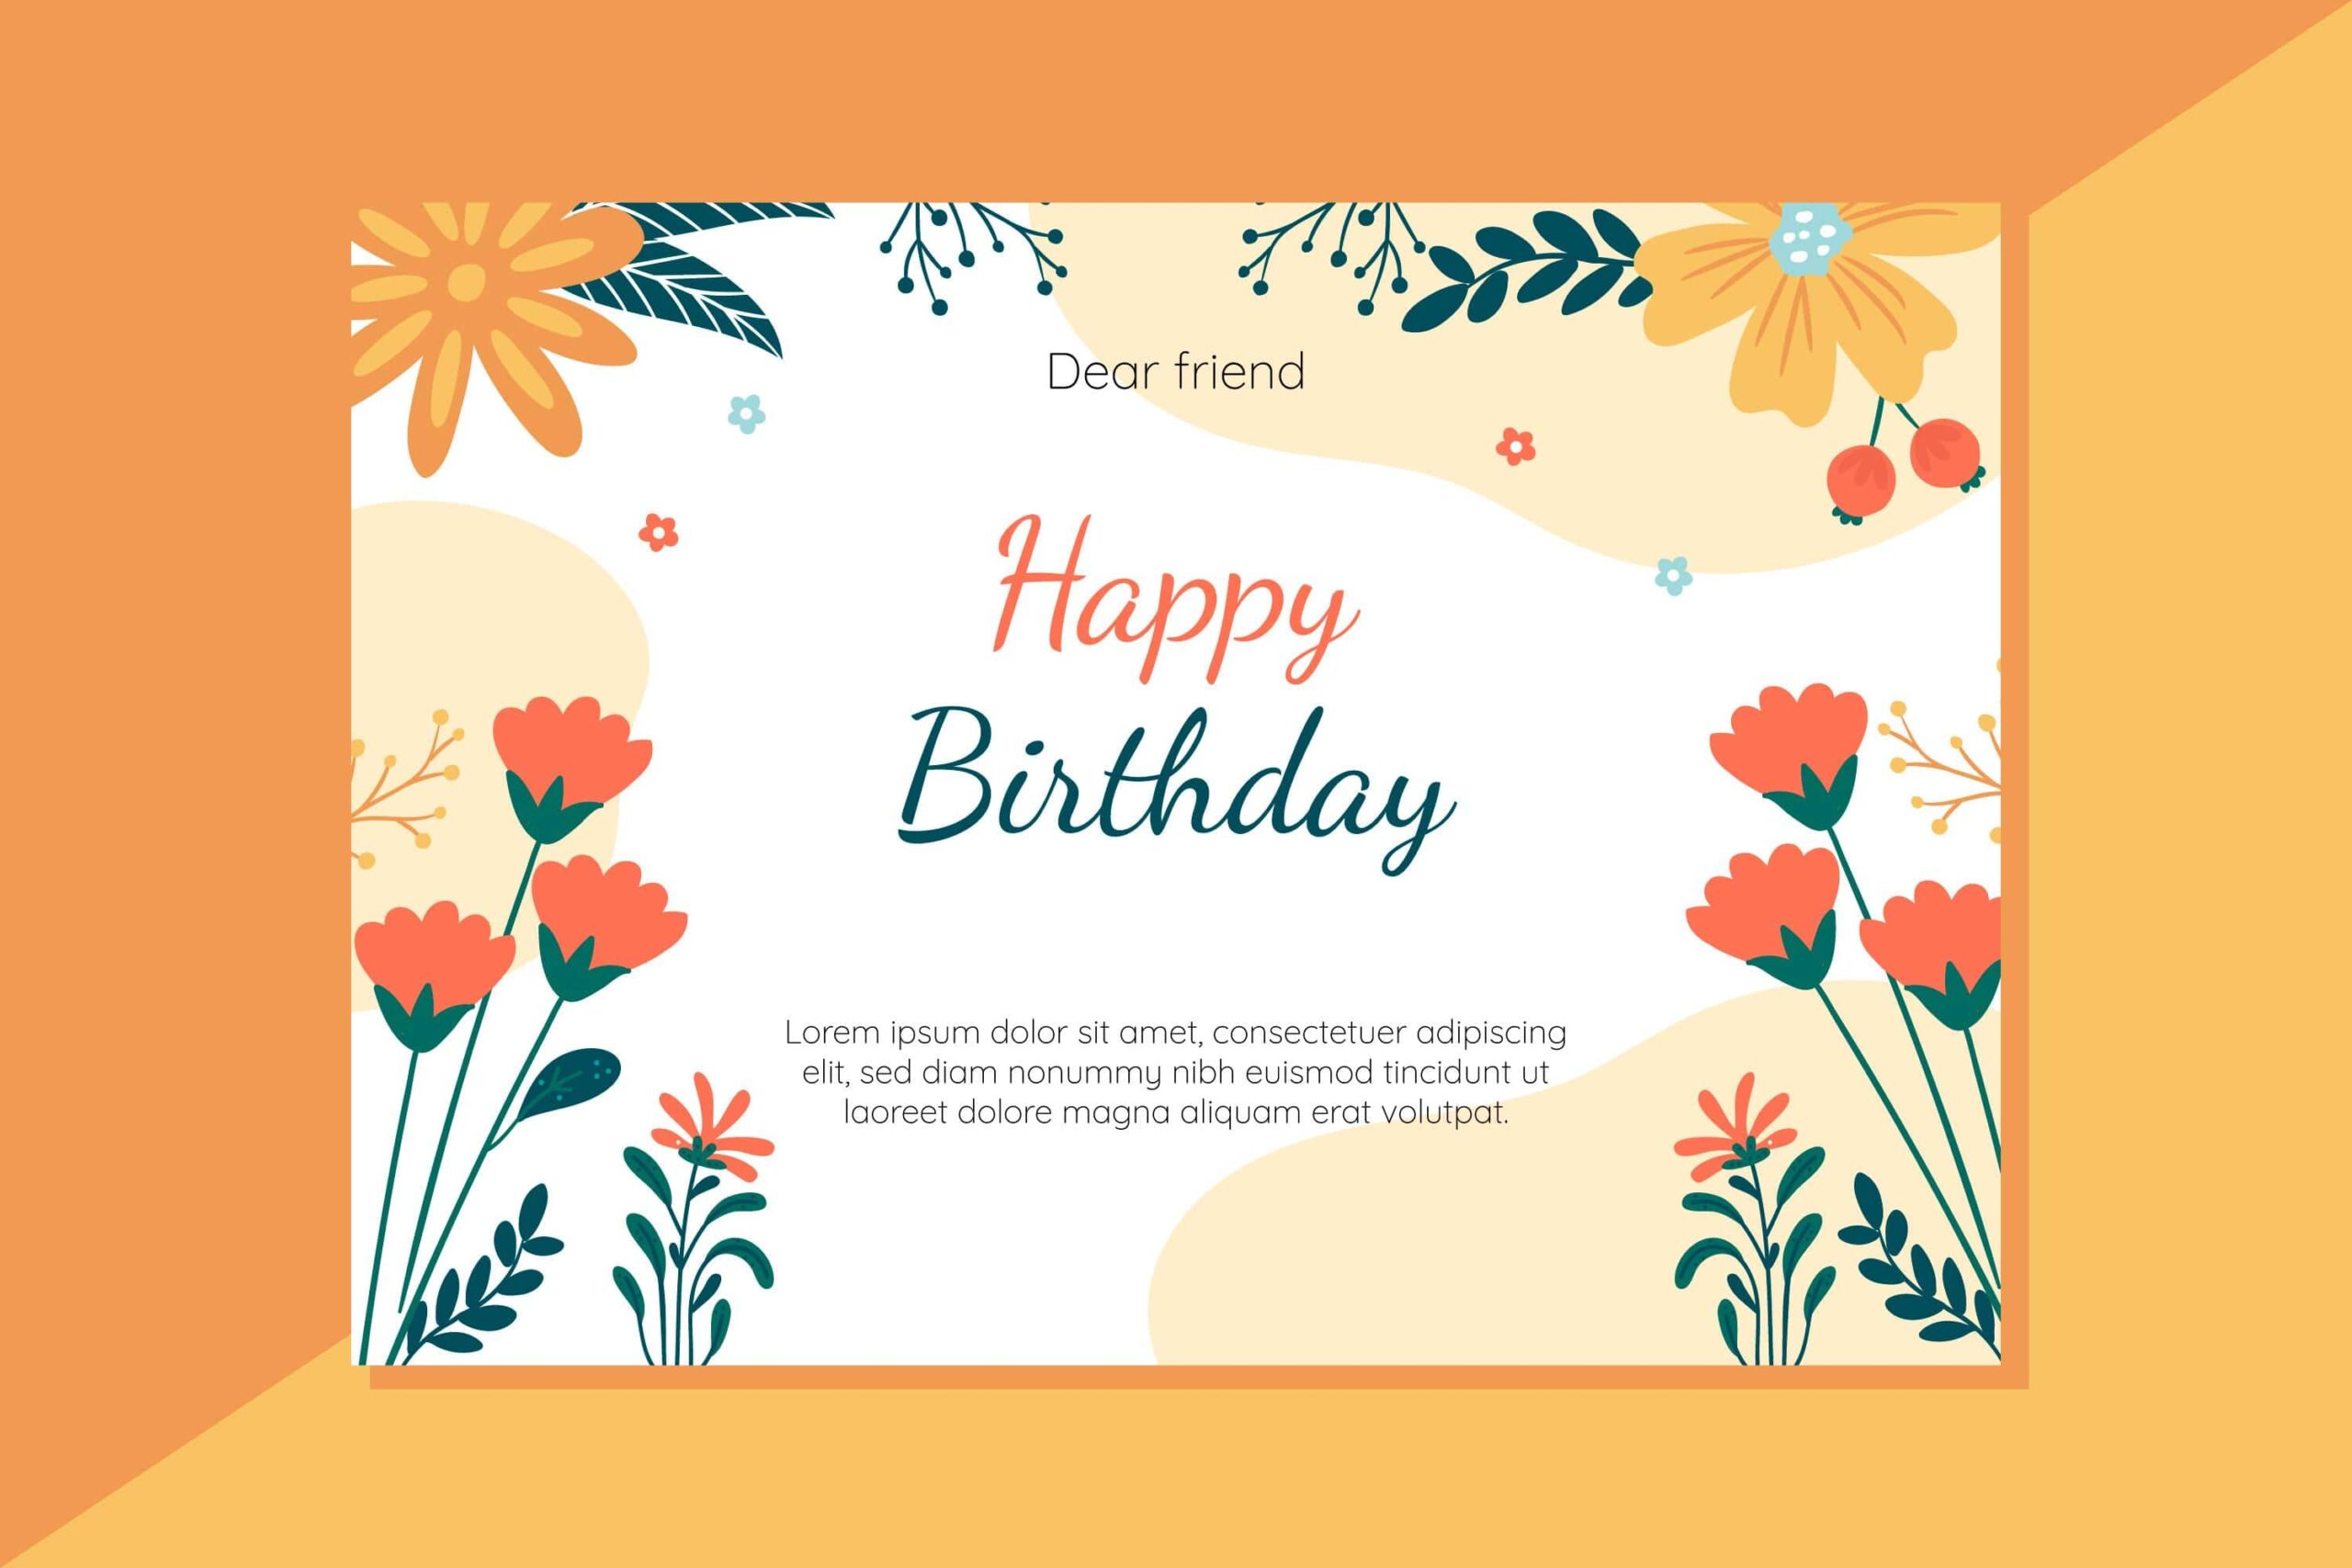 Dear friend
Happy
Birthday
Lorem ipsum dolor sit amet, consectetuer adipiscing
elit, sed diam nonummy nibh euismod tincidunt ut
laoreet dolore magna aliquam erat volutpat.